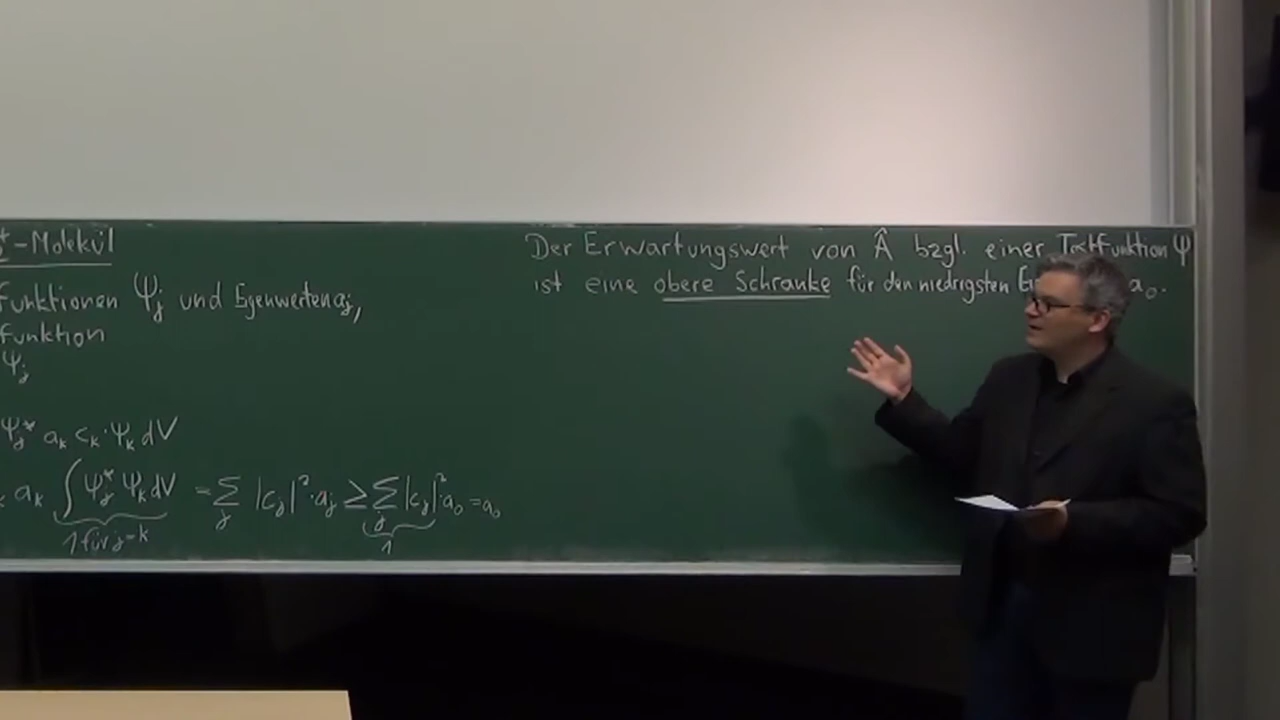 -Molekül
funktionen Ψj und Eigenwerten aj,
funktion
Ψj
Ψj* ak ck·Ψk dV
ak ∫ Ψj* Ψk dV = ∑j |cj|²·aj ≥ ∑j |cj|²·a0 = a0
1 für j=k
1
Der Erwartungswert von Â bzgl. einer Testfunktion Ψ
ist eine obere Schranke für den niedrigsten a0.